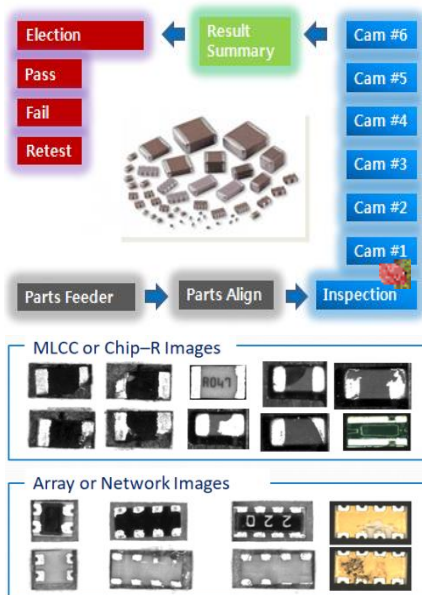 Election
Result
Summary
Cam #6
Pass
Cam #5
Fail
Cam #4
Retest
Cam #3
Cam #2
Cam #1
Parts Feeder
Parts Align
Inspection
MLCC or Chip–R Images
R047
Array or Network Images
220